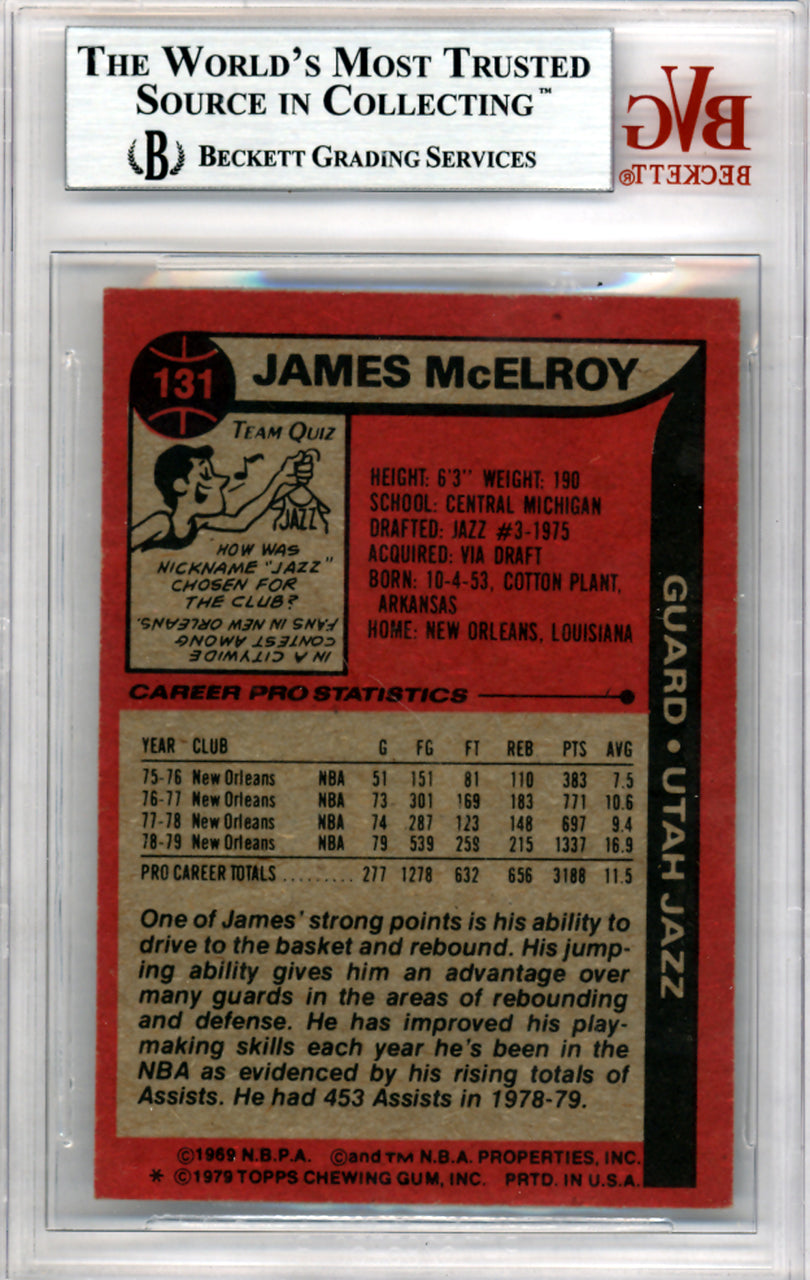 THE WORLD'S MOST TRUSTED
SOURCE IN COLLECTING™
B BECKETT GRADING SERVICES
BVG
BECKETT®
131
JAMES McELROY
TEAM QUIZ
JAZZ
HOW WAS
NICKNAME "JAZZ"
CHOSEN FOR
THE CLUB?
IN A CITYWIDE
CONTEST AMONG
FANS IN NEW ORLEANS.
HEIGHT: 6'3" WEIGHT: 190
SCHOOL: CENTRAL MICHIGAN
DRAFTED: JAZZ #3-1975
ACQUIRED: VIA DRAFT
BORN: 10-4-53, COTTON PLANT,
ARKANSAS
HOME: NEW ORLEANS, LOUISIANA
GUARD • UTAH JAZZ
CAREER PRO STATISTICS
YEAR CLUB G FG FT REB PTS AVG
75-76 New Orleans NBA 51 151 81 110 383 7.5
76-77 New Orleans NBA 73 301 169 183 771 10.6
77-78 New Orleans NBA 74 287 123 148 697 9.4
78-79 New Orleans NBA 79 539 259 215 1337 16.9
PRO CAREER TOTALS ......... 277 1278 632 656 3188 11.5
One of James' strong points is his ability to
drive to the basket and rebound. His jump-
ing ability gives him an advantage over
many guards in the areas of rebounding
and defense. He has improved his play-
making skills each year he's been in the
NBA as evidenced by his rising totals of
Assists. He had 453 Assists in 1978-79.
©1969 N.B.P.A. ©and TM N.B.A. PROPERTIES, INC.
* ©1979 TOPPS CHEWING GUM, INC. PRTD. IN U.S.A.